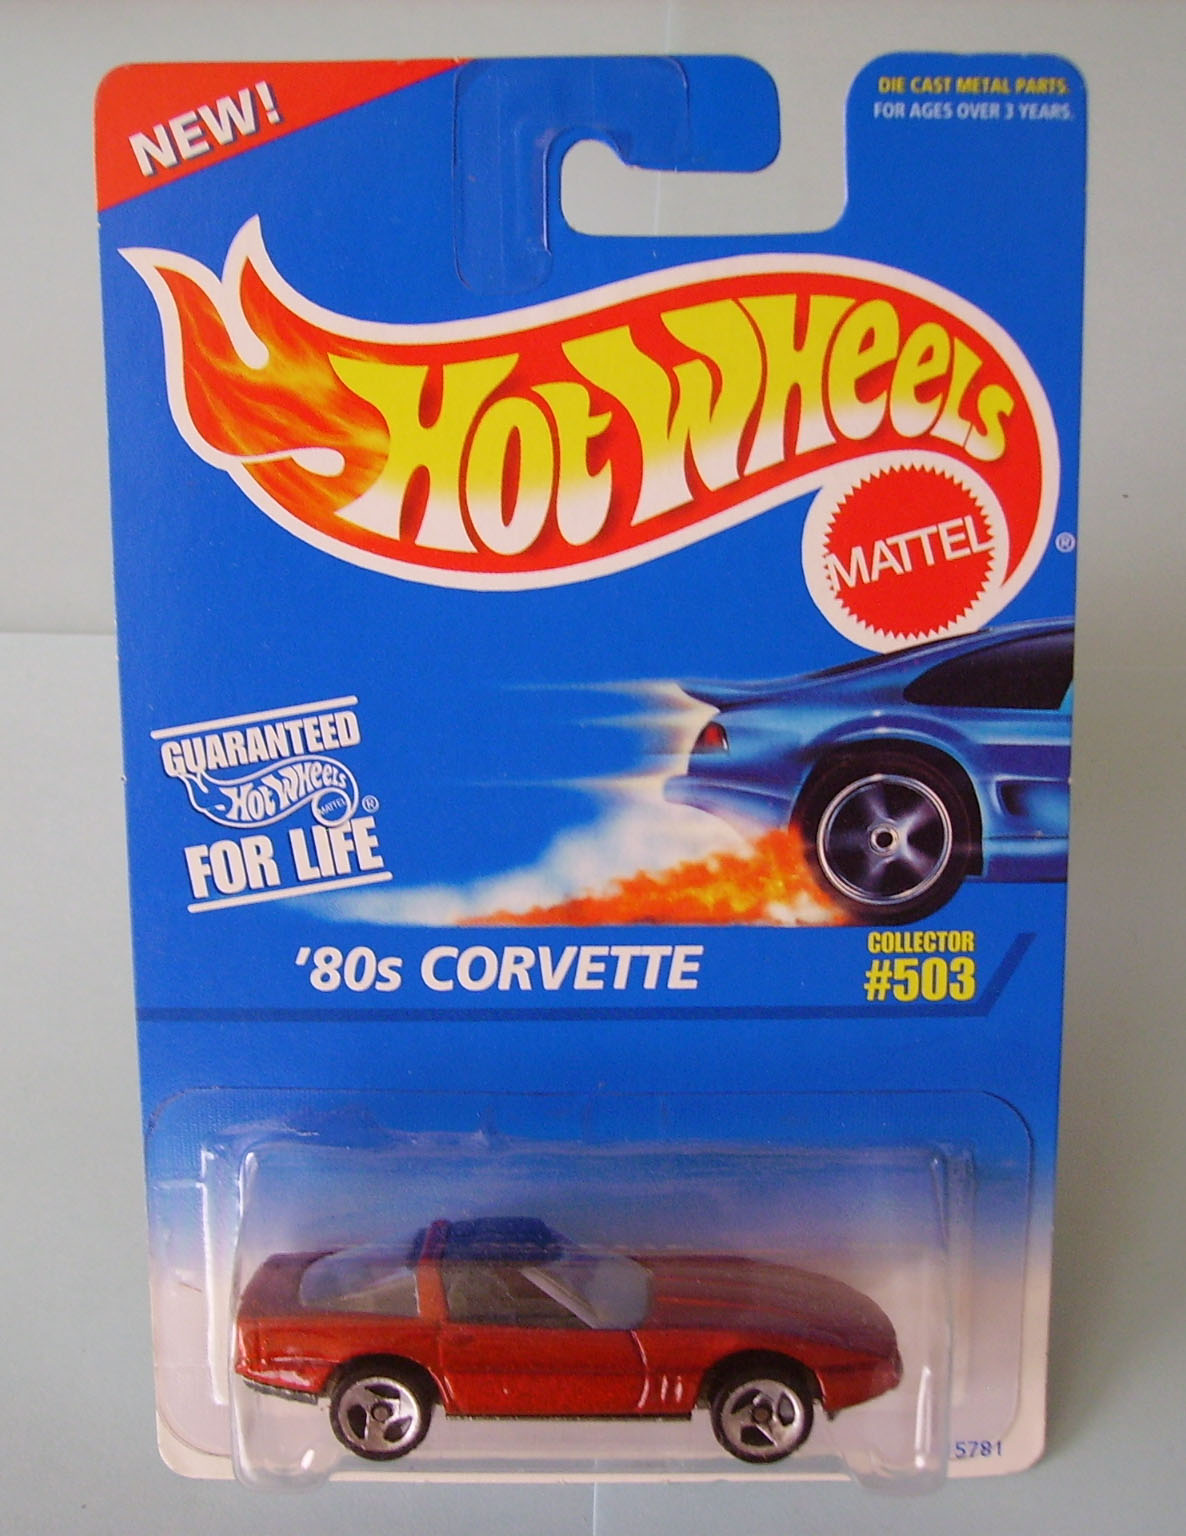 NEW!
DIE CAST METAL PARTS.
FOR AGES OVER 3 YEARS.
HOT WHEELS
MATTEL
®
GUARANTEED
HOT WHEELS
MATTEL ®
FOR LIFE
'80s CORVETTE
COLLECTOR
#503
5781